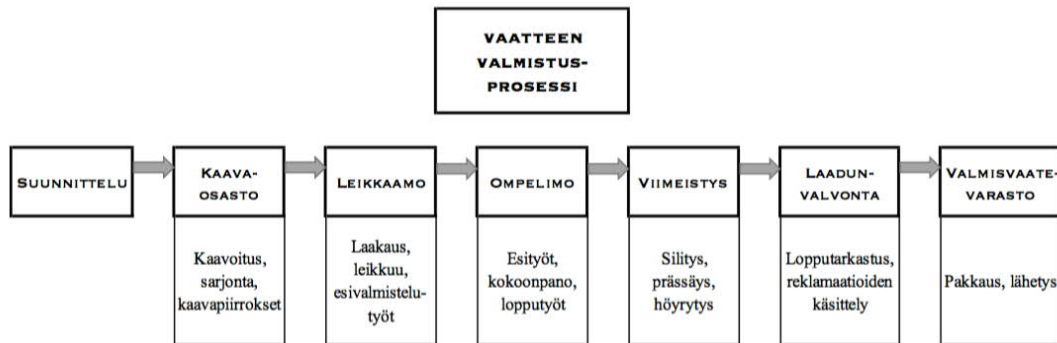 VAATTEEN
VALMISTUS-
PROSESSI
SUUNNITTELU
KAAVA-
OSASTO
Kaavoitus,
sarjonta,
kaavapiirrokset
LEIKKAAMO
Laakaus,
leikkuu,
esivalmistelu-
työt
OMPELIMO
Esityöt,
kokoonpano,
lopputyöt
VIIMEISTYS
Silitys,
prässäys,
höyrytys
LAADUN-
VALVONTA
Lopputarkastus,
reklamaatioiden
käsittely
VALMISVAATE-
VARASTO
Pakkaus, lähetys